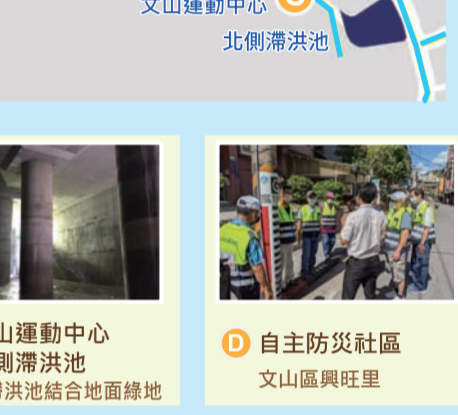 文山運動中心
北側滯洪池
山運動中心
側滯洪池
滯洪池結合地面綠地
D 自主防災社區
文山區興旺里